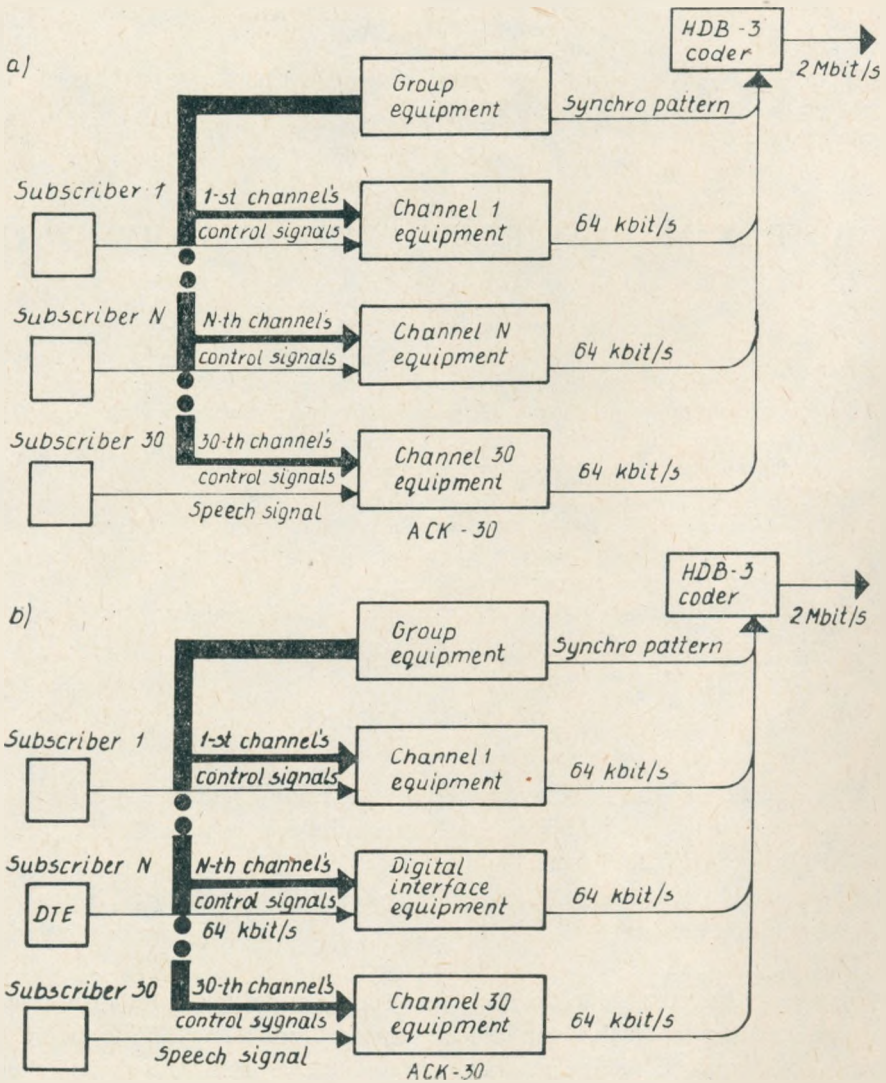 a)
HDB-3
coder
2 Mbit/s
Group
equipment
Synchro pattern
Subscriber 1
1-st channel's
control signals
Channel 1
equipment
64 kbit/s
Subscriber N
N-th channel's
control signals
Channel N
equipment
64 kbit/s
Subscriber 30
30-th channel's
control signals
Speech signal
Channel 30
equipment
64 kbit/s
ACK-30
b)
HDB-3
coder
2 Mbit/s
Group
equipment
Synchro pattern
Subscriber 1
1-st channel's
control signals
Channel 1
equipment
64 kbit/s
Subscriber N
DTE
N-th channel's
control signals
64 kbit/s
Digital
interface
equipment
64 kbit/s
Subscriber 30
30-th channel's
control sygnals
Speech signal
Channel 30
equipment
64 kbit/s
ACK-30